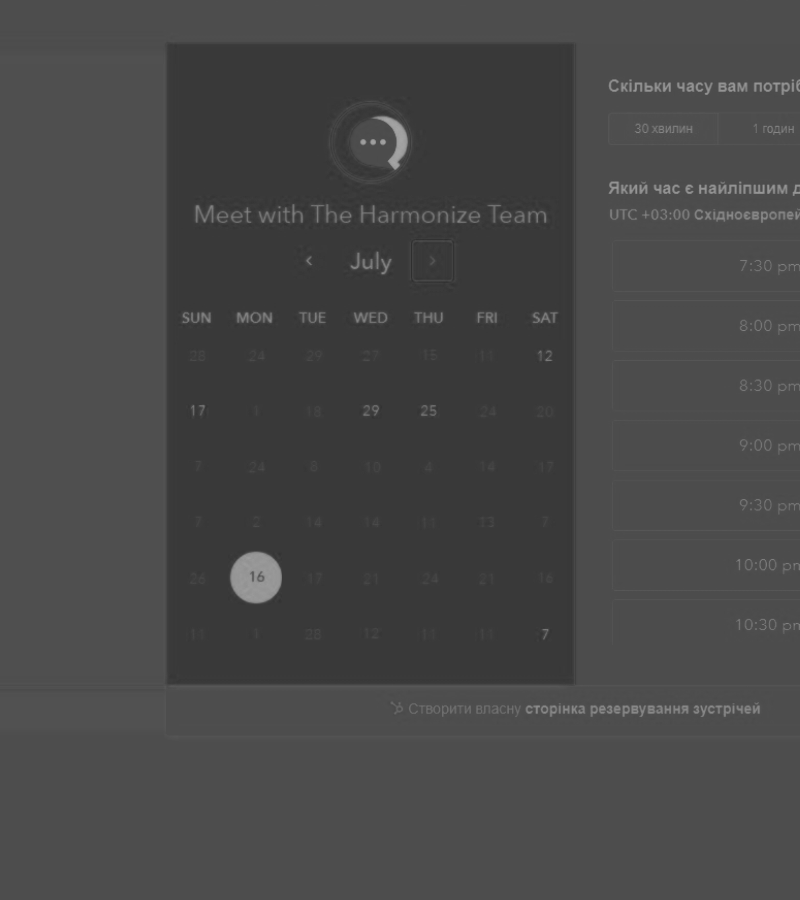 Meet with The Harmonize Team
July
SUN MON TUE WED THU FRI SAT
28 24 29 27 15 11 12
17 1 18 29 25 24 20
7 24 8 10 4 14 17
7 2 14 14 11 13 7
26 16 17 21 24 21 16
11 1 28 12 11 11 7
Скільки часу вам потріб
30 хвилин 1 годин
Який час є найліпшим д
UTC +03:00 Східноєвропей
7:30 pm
8:00 pm
8:30 pm
9:00 pm
9:30 pm
10:00 pm
10:30 pm
Створити власну сторінка резервування зустрічей